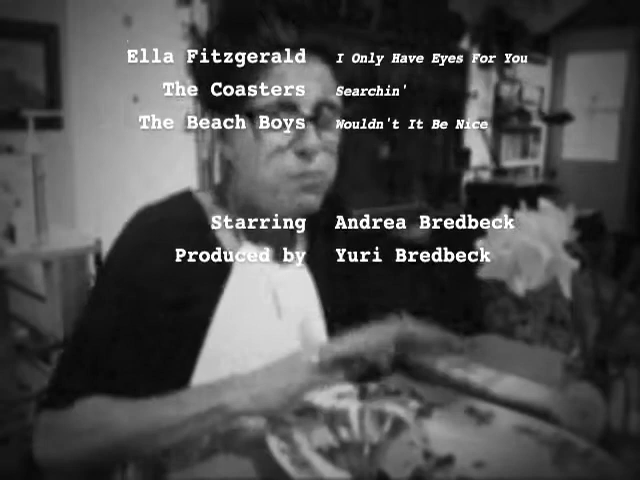 Ella Fitzgerald I Only Have Eyes For You
The Coasters Searchin'
The Beach Boys Wouldn't It Be Nice
Starring Andrea Bredbeck
Produced by Yuri Bredbeck